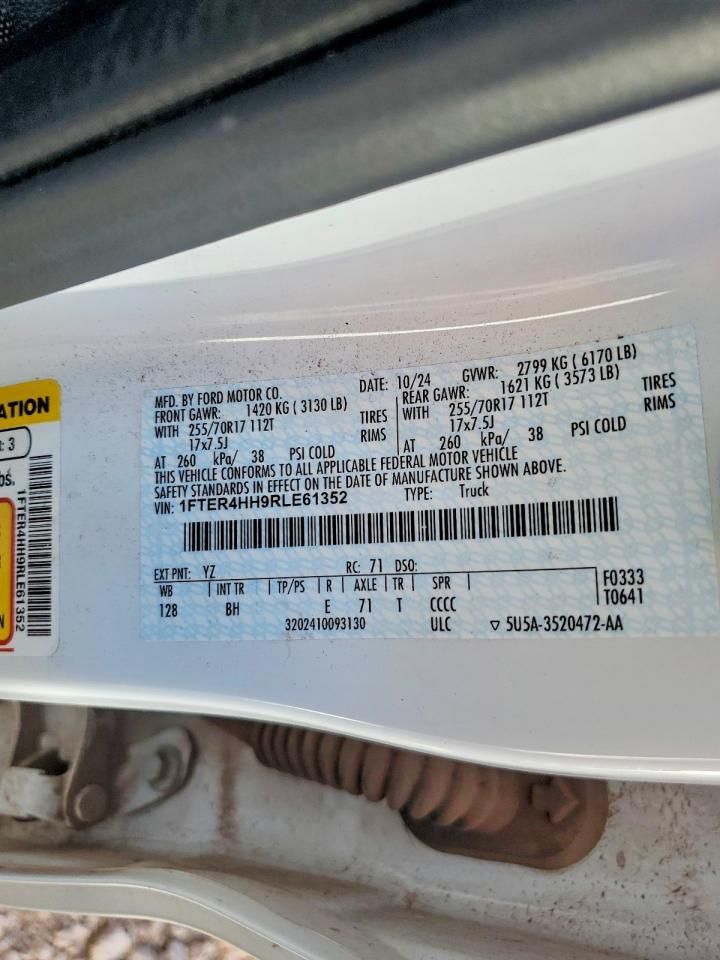 ATION
: 3
bs.
1FTER4HH9RLE61352
N
MFD. BY FORD MOTOR CO.
DATE: 10/24
GVWR: 2799 KG ( 6170 LB)
FRONT GAWR: 1420 KG ( 3130 LB)
REAR GAWR: 1621 KG ( 3573 LB)
WITH 255/70R17 112T TIRES
WITH 255/70R17 112T TIRES
17x7.5J RIMS
17x7.5J RIMS
AT 260 kPa/ 38 PSI COLD
AT 260 kPa/ 38 PSI COLD
THIS VEHICLE CONFORMS TO ALL APPLICABLE FEDERAL MOTOR VEHICLE
SAFETY STANDARDS IN EFFECT ON THE DATE OF MANUFACTURE SHOWN ABOVE.
VIN: 1FTER4HH9RLE61352
TYPE: Truck
EXT PNT: YZ RC: 71 DSO:
WB INT TR TP/PS R AXLE TR SPR
128 BH E 71 T CCCC
F0333
T0641
3202410093130 ULC ▽ 5U5A-3520472-AA